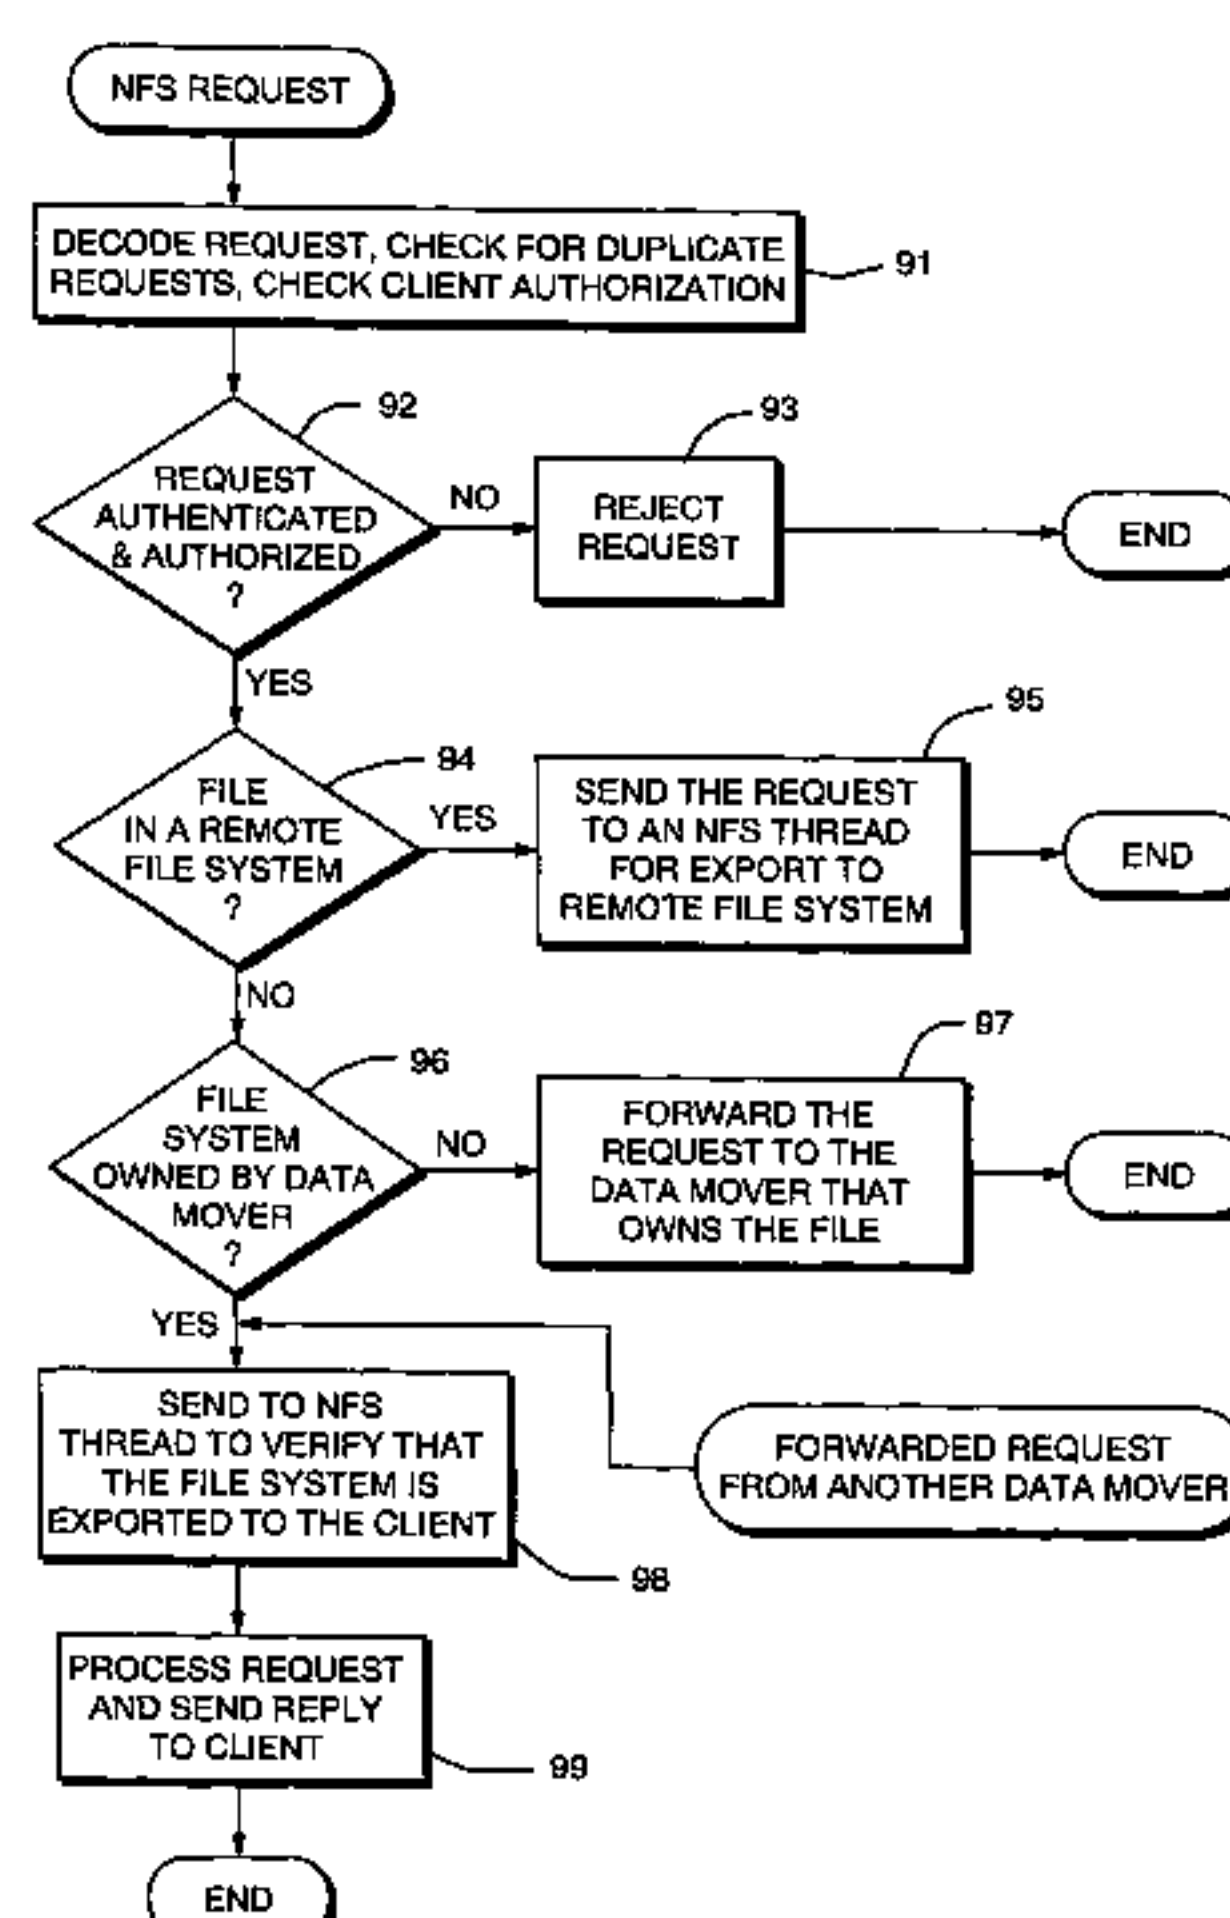 NFS REQUEST
DECODE REQUEST, CHECK FOR DUPLICATE
REQUESTS, CHECK CLIENT AUTHORIZATION
91
92
REQUEST
AUTHENTICATED
& AUTHORIZED
?
NO
93
REJECT
REQUEST
END
YES
94
FILE
IN A REMOTE
FILE SYSTEM
?
YES
95
SEND THE REQUEST
TO AN NFS THREAD
FOR EXPORT TO
REMOTE FILE SYSTEM
END
NO
96
FILE
SYSTEM
OWNED BY DATA
MOVER
?
NO
97
FORWARD THE
REQUEST TO THE
DATA MOVER THAT
OWNS THE FILE
END
YES
SEND TO NFS
THREAD TO VERIFY THAT
THE FILE SYSTEM IS
EXPORTED TO THE CLIENT
98
FORWARDED REQUEST
FROM ANOTHER DATA MOVER
PROCESS REQUEST
AND SEND REPLY
TO CLIENT
99
END